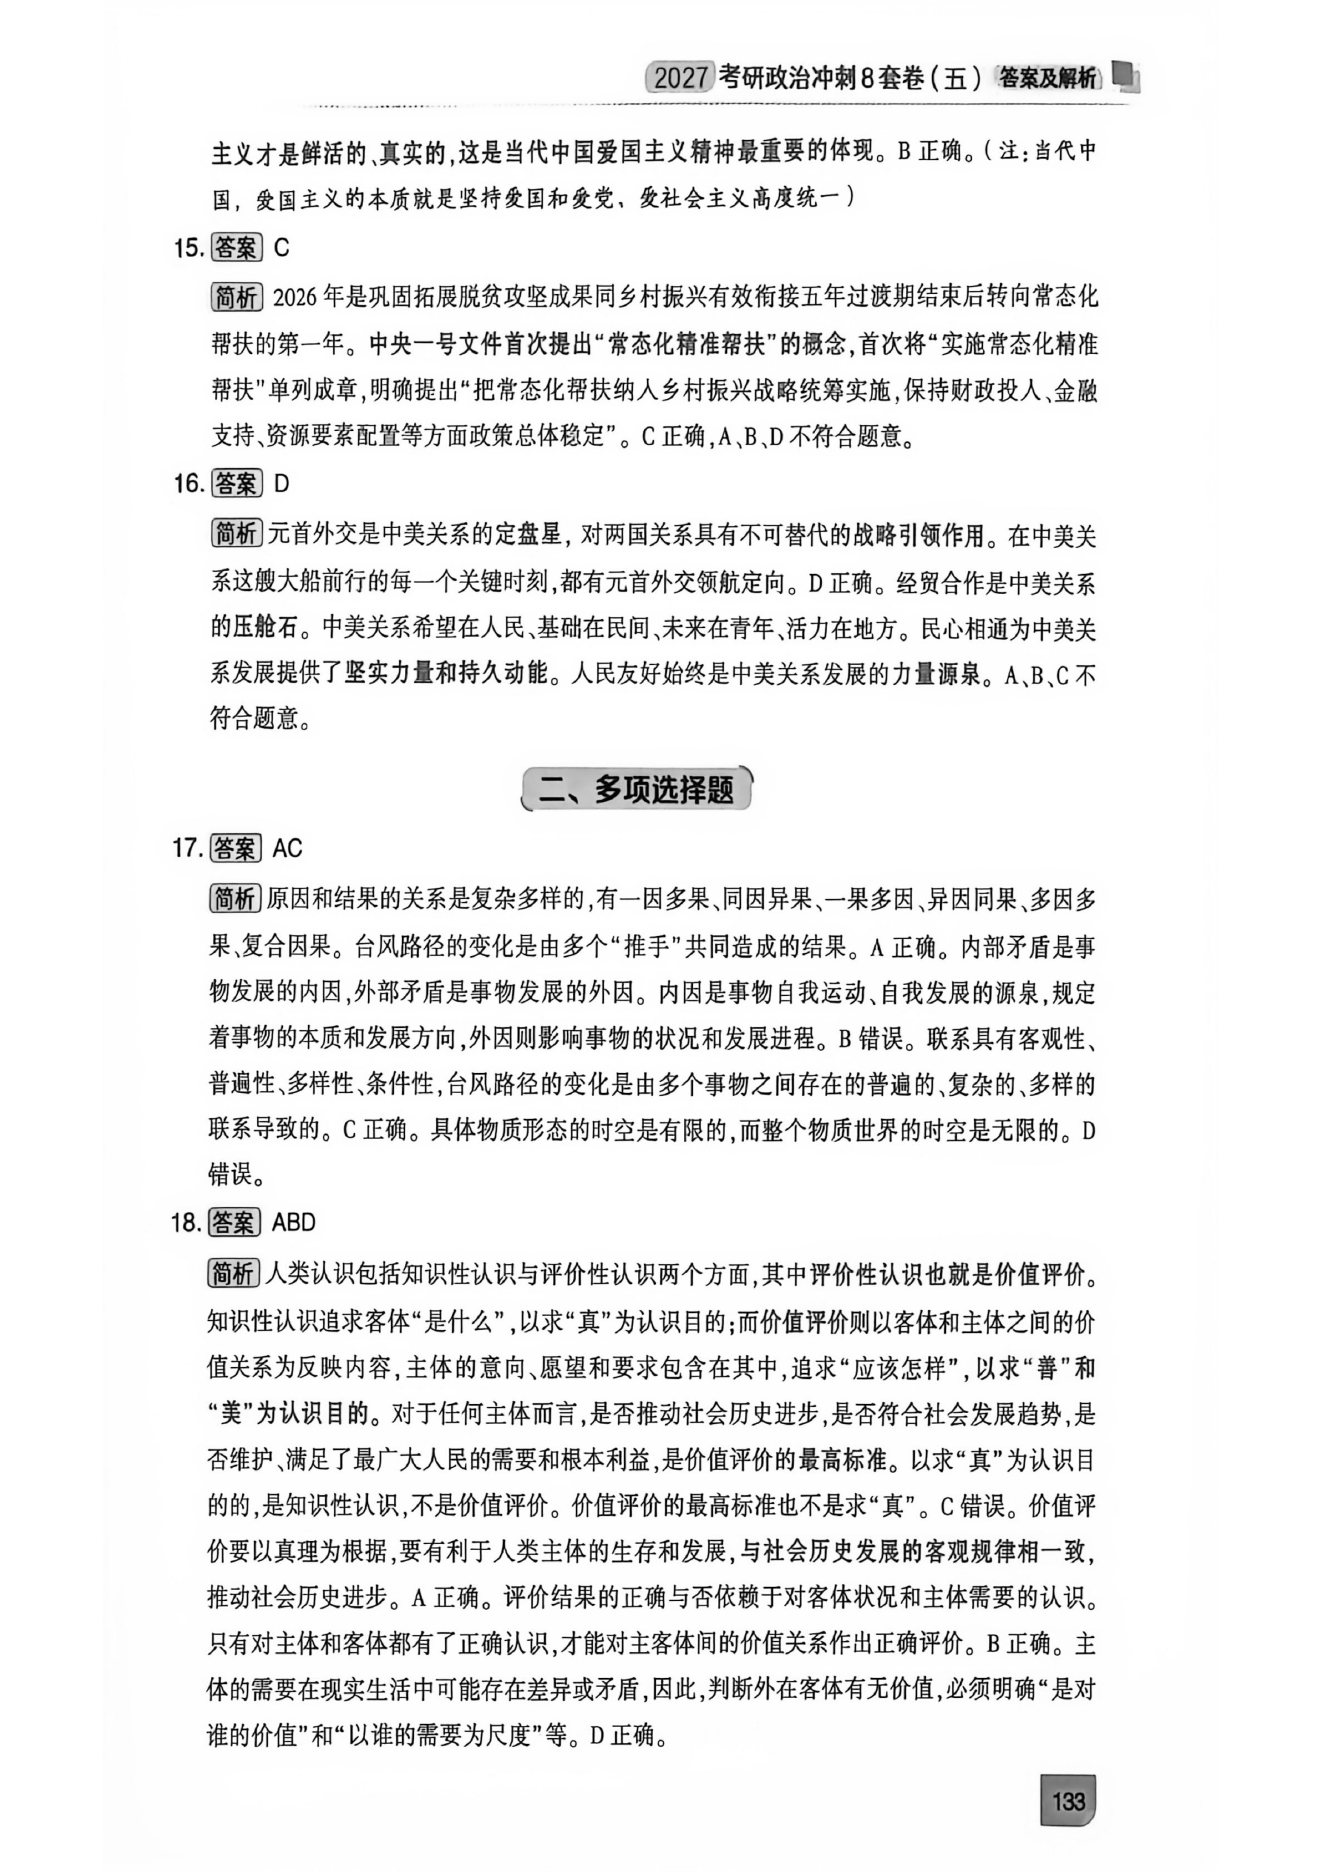 2027考研政治冲刺8套卷(五) 答案及解析
主义才是鲜活的、真实的,这是当代中国爱国主义精神最重要的体现。B正确。(注:当代中
国,爱国主义的本质就是坚持爱国和爱党、爱社会主义高度统一)
15. 答案 C
简析 2026年是巩固拓展脱贫攻坚成果同乡村振兴有效衔接五年过渡期结束后转向常态化
帮扶的第一年。中央一号文件首次提出“常态化精准帮扶”的概念,首次将“实施常态化精准
帮扶”单列成章,明确提出“把常态化帮扶纳入乡村振兴战略统筹实施,保持财政投入、金融
支持、资源要素配置等方面政策总体稳定”。C正确,A、B、D不符合题意。
16. 答案 D
简析 元首外交是中美关系的定盘星,对两国关系具有不可替代的战略引领作用。在中美关
系这艘大船前行的每一个关键时刻,都有元首外交领航定向。D正确。经贸合作是中美关系
的压舱石。中美关系希望在人民、基础在民间、未来在青年、活力在地方。民心相通为中美关
系发展提供了坚实力量和持久动能。人民友好始终是中美关系发展的力量源泉。A、B、C不
符合题意。
二、多项选择题
17. 答案 AC
简析 原因和结果的关系是复杂多样的,有一因多果、同因异果、一果多因、异因同果、多因多
果、复合因果。台风路径的变化是由多个“推手”共同造成的结果。A正确。内部矛盾是事
物发展的内因,外部矛盾是事物发展的外因。内因是事物自我运动、自我发展的源泉,规定
着事物的本质和发展方向,外因则影响事物的状况和发展进程。B错误。联系具有客观性、
普遍性、多样性、条件性,台风路径的变化是由多个事物之间存在的普遍的、复杂的、多样的
联系导致的。C正确。具体物质形态的时空是有限的,而整个物质世界的时空是无限的。D
错误。
18. 答案 ABD
简析 人类认识包括知识性认识与评价性认识两个方面,其中评价性认识也就是价值评价。
知识性认识追求客体“是什么”,以求“真”为认识目的;而价值评价则以客体和主体之间的价
值关系为反映内容,主体的意向、愿望和要求包含在其中,追求“应该怎样”,以求“善”和
“美”为认识目的。对于任何主体而言,是否推动社会历史进步,是否符合社会发展趋势,是
否维护、满足了最广大人民的需要和根本利益,是价值评价的最高标准。以求“真”为认识目
的的,是知识性认识,不是价值评价。价值评价的最高标准也不是求“真”。C错误。价值评
价要以真理为根据,要有利于人类主体的生存和发展,与社会历史发展的客观规律相一致,
推动社会历史进步。A正确。评价结果的正确与否依赖于对客体状况和主体需要的认识。
只有对主体和客体都有了正确认识,才能对主客体间的价值关系作出正确评价。B正确。主
体的需要在现实生活中可能存在差异或矛盾,因此,判断外在客体有无价值,必须明确“是对
谁的价值”和“以谁的需要为尺度”等。D正确。
133